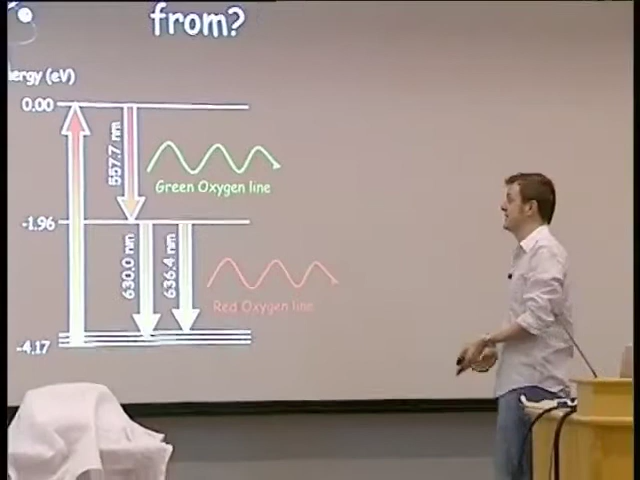 from?
ergy (eV)
0.00
557.7 nm
Green Oxygen line
-1.96
630.0 nm
636.4 nm
Red Oxygen line
-4.17